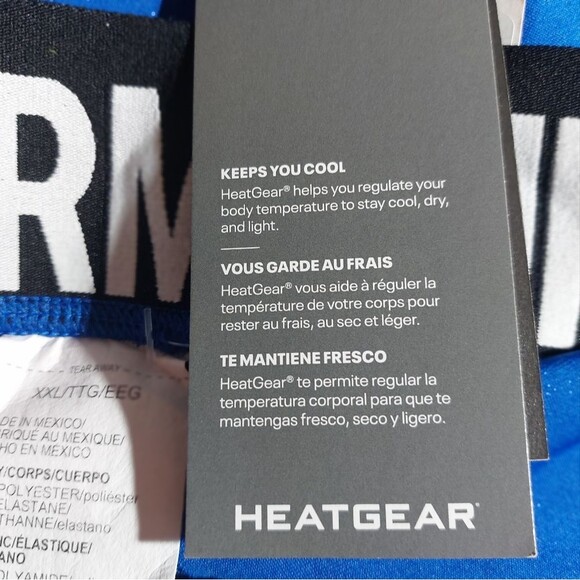 RM
KEEPS YOU COOL
HeatGear® helps you regulate your
body temperature to stay cool, dry,
and light.
VOUS GARDE AU FRAIS
HeatGear® vous aide à réguler la
température de votre corps pour
rester au frais, au sec et léger.
TE MANTIENE FRESCO
HeatGear® te permite regular la
temperatura corporal para que te
mantengas fresco, seco y ligero.
HEATGEAR®
TEAR AWAY
XXL/TTG/EEG
DE IN MEXICO/
RIQUÉ AU MEXIQUE/
HO EN MEXICO
Y/CORPS/CUERPO
POLYESTER/poliéster
ELASTANE/
THANNE/elastano
IC/ÉLASTIQUE/
ANO